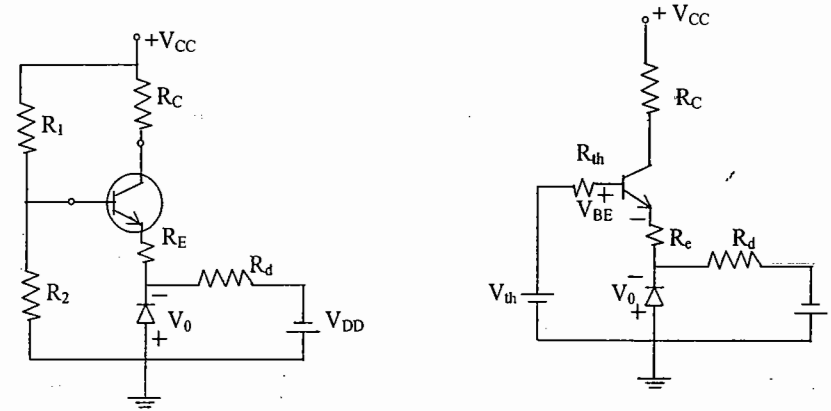 +VCC
RC
R1
RE
Rd
R2
−
V0
+
VDD
+ VCC
RC
Rth
+
VBE
−
Re
Rd
Vth
−
V0
+